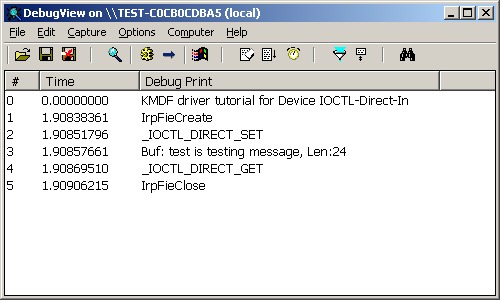 DebugView on \\TEST-C0CB0CDBA5 (local)
File Edit Capture Options Computer Help
# Time Debug Print
0 0.00000000 KMDF driver tutorial for Device IOCTL-Direct-In
1 1.90838361 IrpFieCreate
2 1.90851796 _IOCTL_DIRECT_SET
3 1.90857661 Buf: test is testing message, Len:24
4 1.90869510 _IOCTL_DIRECT_GET
5 1.90906215 IrpFieClose